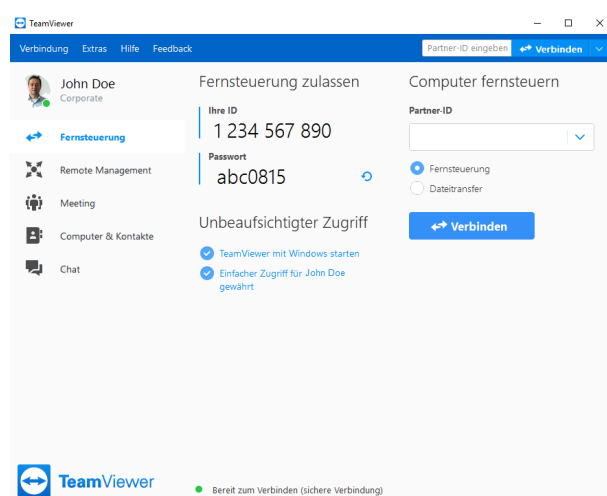 TeamViewer
Verbindung Extras Hilfe Feedback
Partner-ID eingeben Verbinden
John Doe
Corporate
Fernsteuerung
Remote Management
Meeting
Computer & Kontakte
Chat
Fernsteuerung zulassen
Ihre ID
1 234 567 890
Passwort
abc0815
Unbeaufsichtigter Zugriff
TeamViewer mit Windows starten
Einfacher Zugriff für John Doe
gewährt
Computer fernsteuern
Partner-ID
Fernsteuerung
Dateitransfer
Verbinden
TeamViewer
Bereit zum Verbinden (sichere Verbindung)